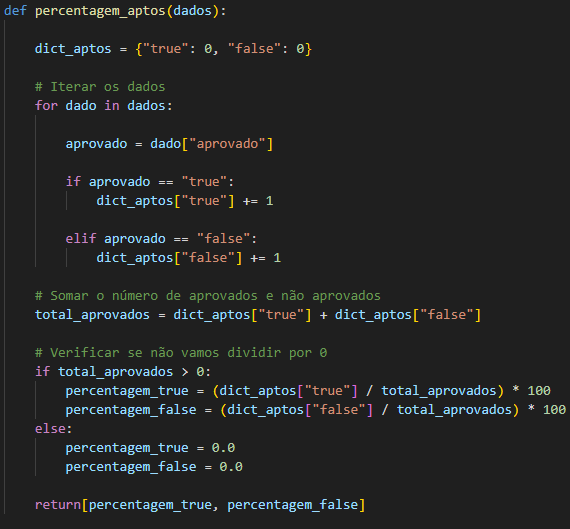 def percentagem_aptos(dados):
dict_aptos = {"true": 0, "false": 0}
# Iterar os dados
for dado in dados:
aprovado = dado["aprovado"]
if aprovado == "true":
dict_aptos["true"] += 1
elif aprovado == "false":
dict_aptos["false"] += 1
# Somar o número de aprovados e não aprovados
total_aprovados = dict_aptos["true"] + dict_aptos["false"]
# Verificar se não vamos dividir por 0
if total_aprovados > 0:
percentagem_true = (dict_aptos["true"] / total_aprovados) * 100
percentagem_false = (dict_aptos["false"] / total_aprovados) * 100
else:
percentagem_true = 0.0
percentagem_false = 0.0
return[percentagem_true, percentagem_false]